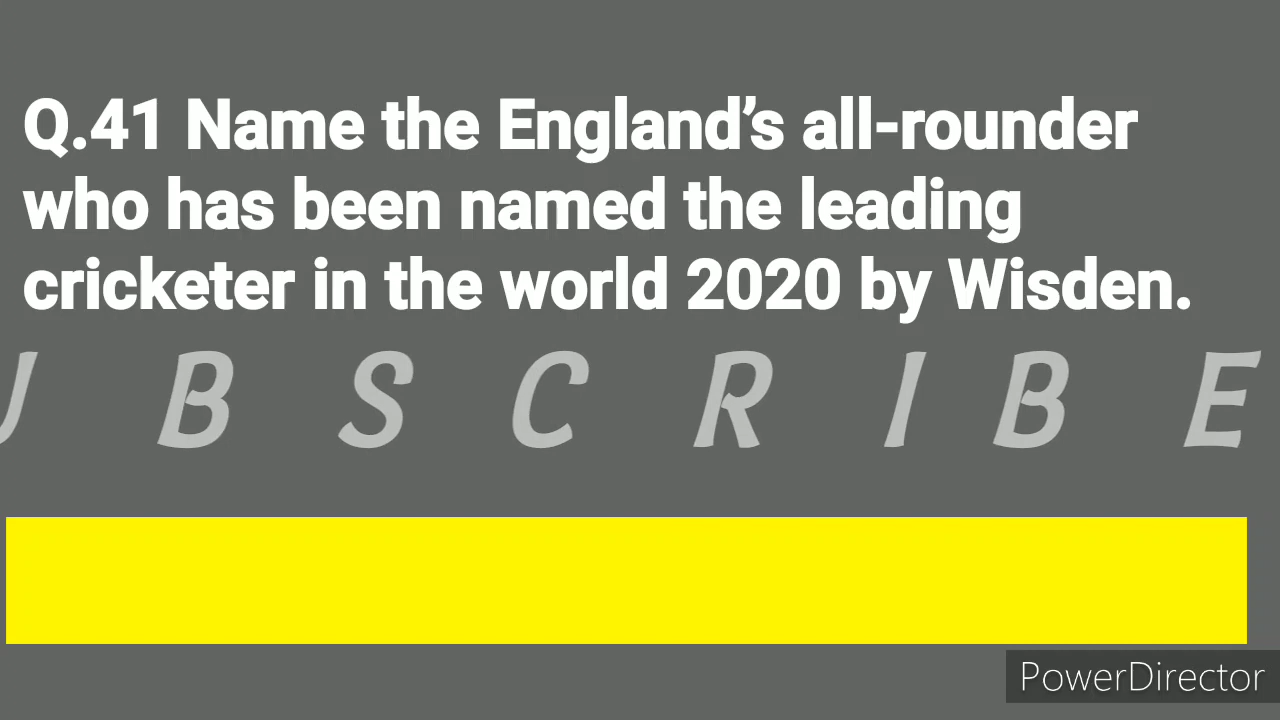 Q.41 Name the England’s all-rounder
who has been named the leading
cricketer in the world 2020 by Wisden.
U B S C R I B E
PowerDirector